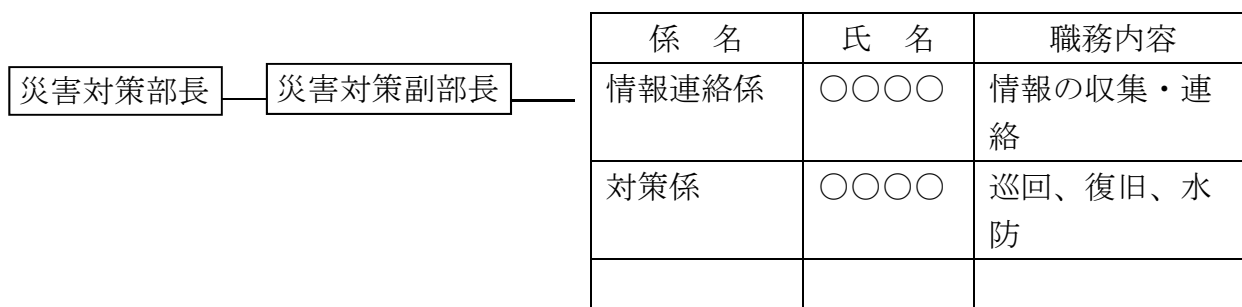 係　名　氏　名　職務内容
災害対策部長　災害対策副部長　情報連絡係　○○○○　情報の収集・連
絡
対策係　○○○○　巡回、復旧、水
防